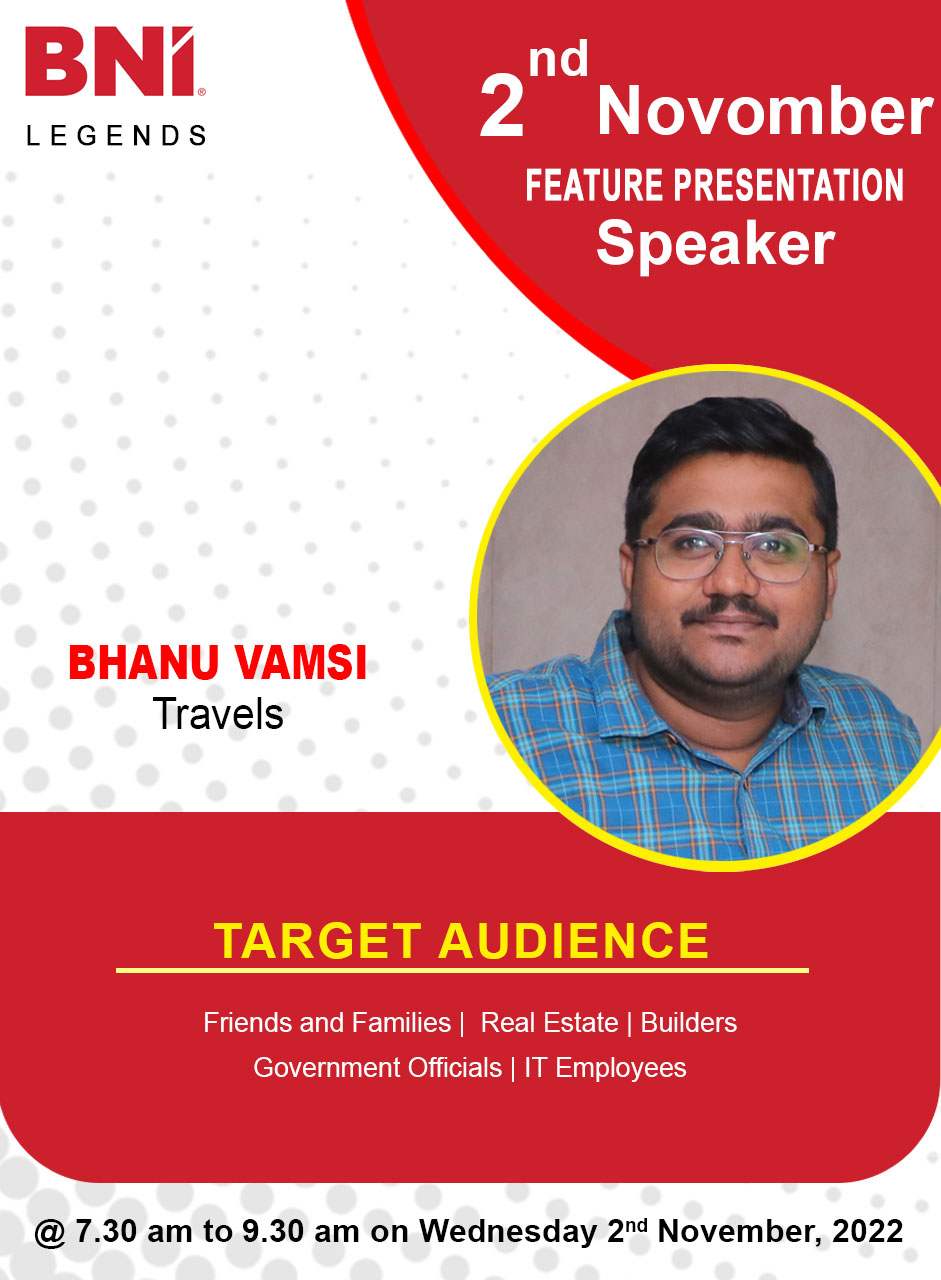 BNI®
LEGENDS
2nd Novomber
FEATURE PRESENTATION
Speaker
BHANU VAMSI
Travels
TARGET AUDIENCE
Friends and Families | Real Estate | Builders
Government Officials | IT Employees
@ 7.30 am to 9.30 am on Wednesday 2nd November, 2022